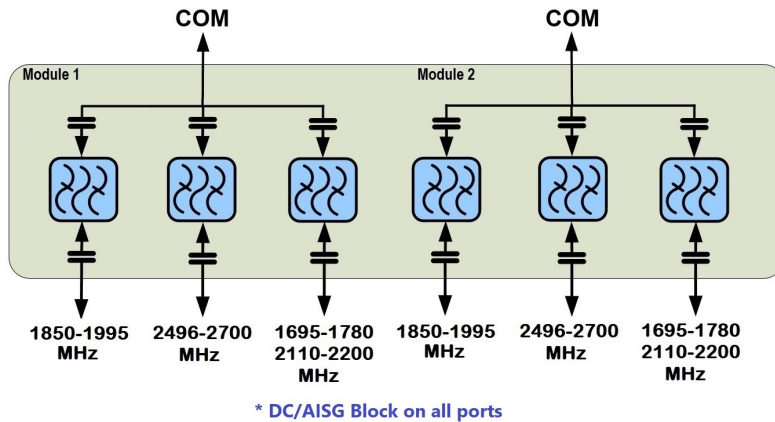 COM
COM
Module 1
Module 2
1850-1995
MHz
2496-2700
MHz
1695-1780
2110-2200
MHz
1850-1995
MHz
2496-2700
MHz
1695-1780
2110-2200
MHz
* DC/AISG Block on all ports